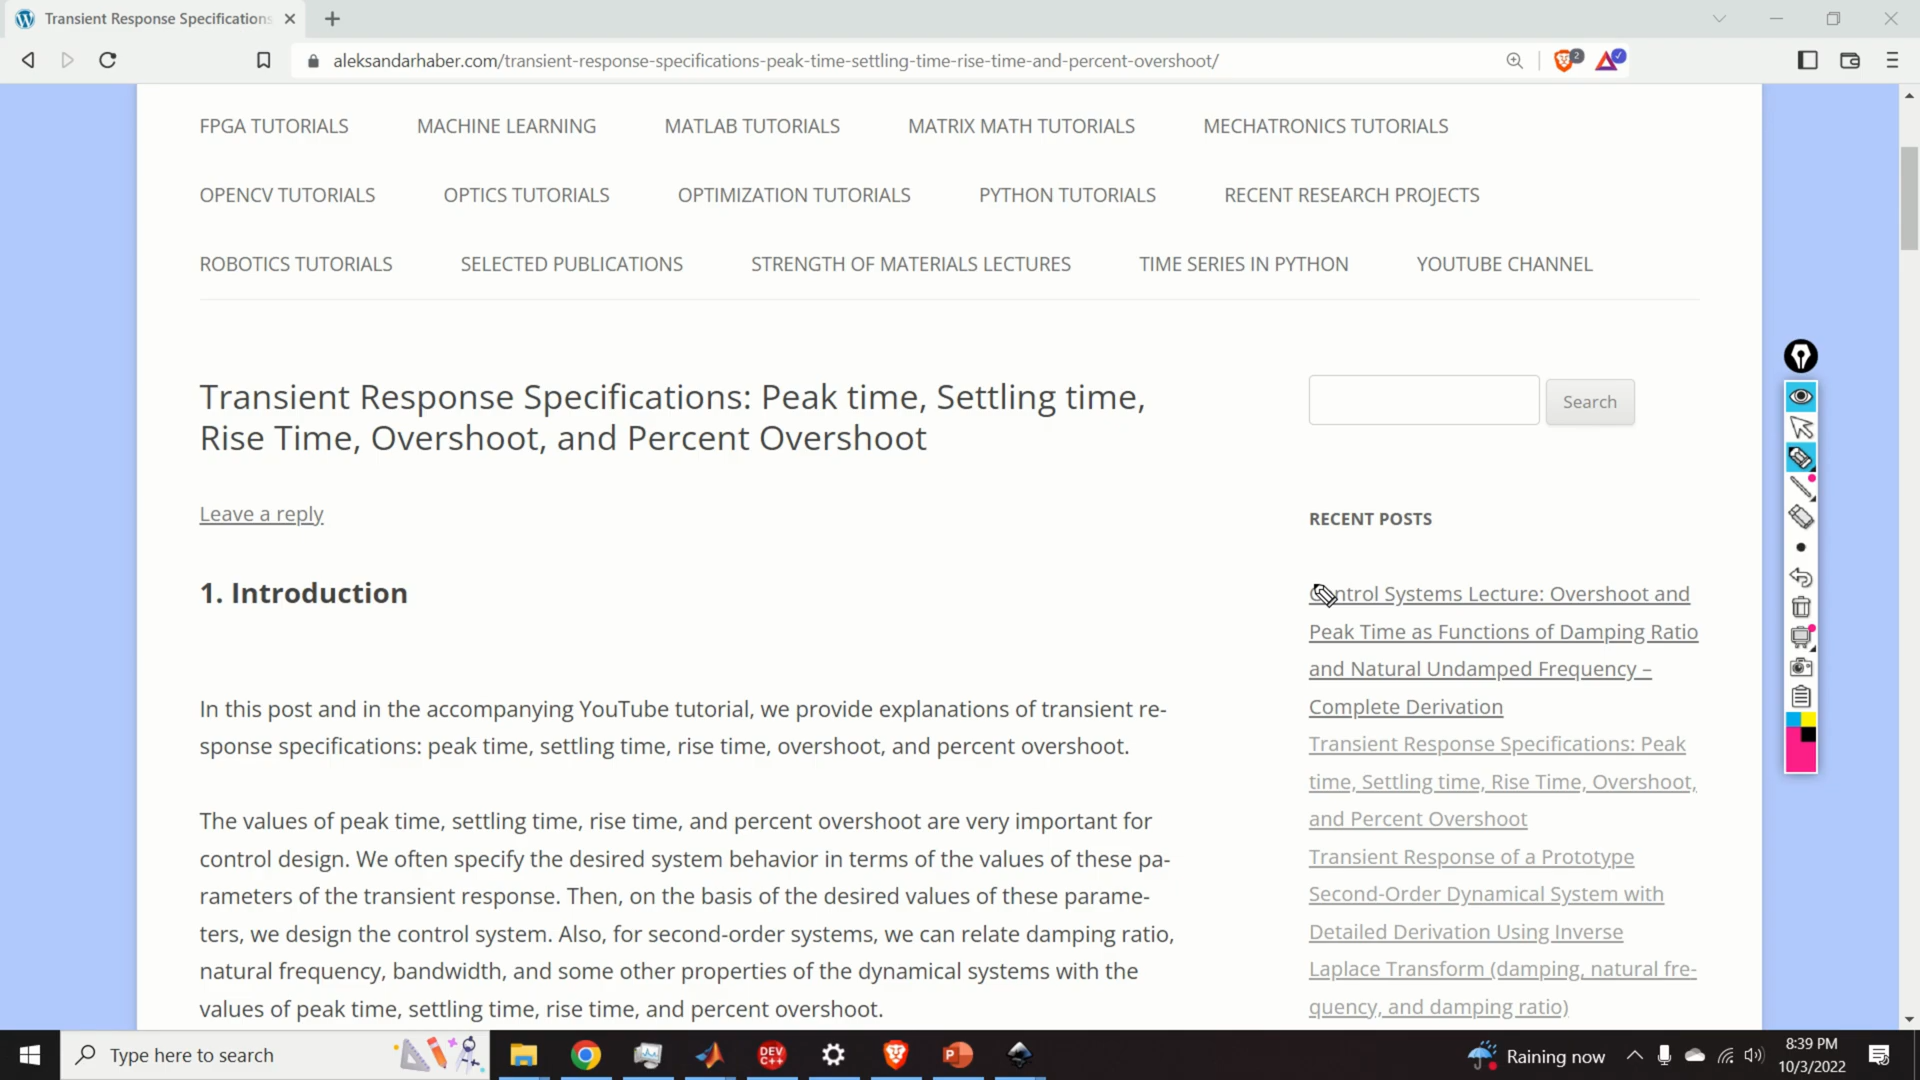 Transient Response Specifications
aleksandarhaber.com/transient-response-specifications-peak-time-settling-time-rise-time-and-percent-overshoot/
2
FPGA TUTORIALS MACHINE LEARNING MATLAB TUTORIALS MATRIX MATH TUTORIALS MECHATRONICS TUTORIALS
OPENCV TUTORIALS OPTICS TUTORIALS OPTIMIZATION TUTORIALS PYTHON TUTORIALS RECENT RESEARCH PROJECTS
ROBOTICS TUTORIALS SELECTED PUBLICATIONS STRENGTH OF MATERIALS LECTURES TIME SERIES IN PYTHON YOUTUBE CHANNEL
Transient Response Specifications: Peak time, Settling time,
Rise Time, Overshoot, and Percent Overshoot
Leave a reply
1. Introduction
In this post and in the accompanying YouTube tutorial, we provide explanations of transient re-
sponse specifications: peak time, settling time, rise time, overshoot, and percent overshoot.
The values of peak time, settling time, rise time, and percent overshoot are very important for
control design. We often specify the desired system behavior in terms of the values of these pa-
rameters of the transient response. Then, on the basis of the desired values of these parame-
ters, we design the control system. Also, for second-order systems, we can relate damping ratio,
natural frequency, bandwidth, and some other properties of the dynamical systems with the
values of peak time, settling time, rise time, and percent overshoot.
Search
RECENT POSTS
Control Systems Lecture: Overshoot and
Peak Time as Functions of Damping Ratio
and Natural Undamped Frequency –
Complete Derivation
Transient Response Specifications: Peak
time, Settling time, Rise Time, Overshoot,
and Percent Overshoot
Transient Response of a Prototype
Second-Order Dynamical System with
Detailed Derivation Using Inverse
Laplace Transform (damping, natural fre-
quency, and damping ratio)
Type here to search
DEV
C++
P
Raining now
8:39 PM
10/3/2022